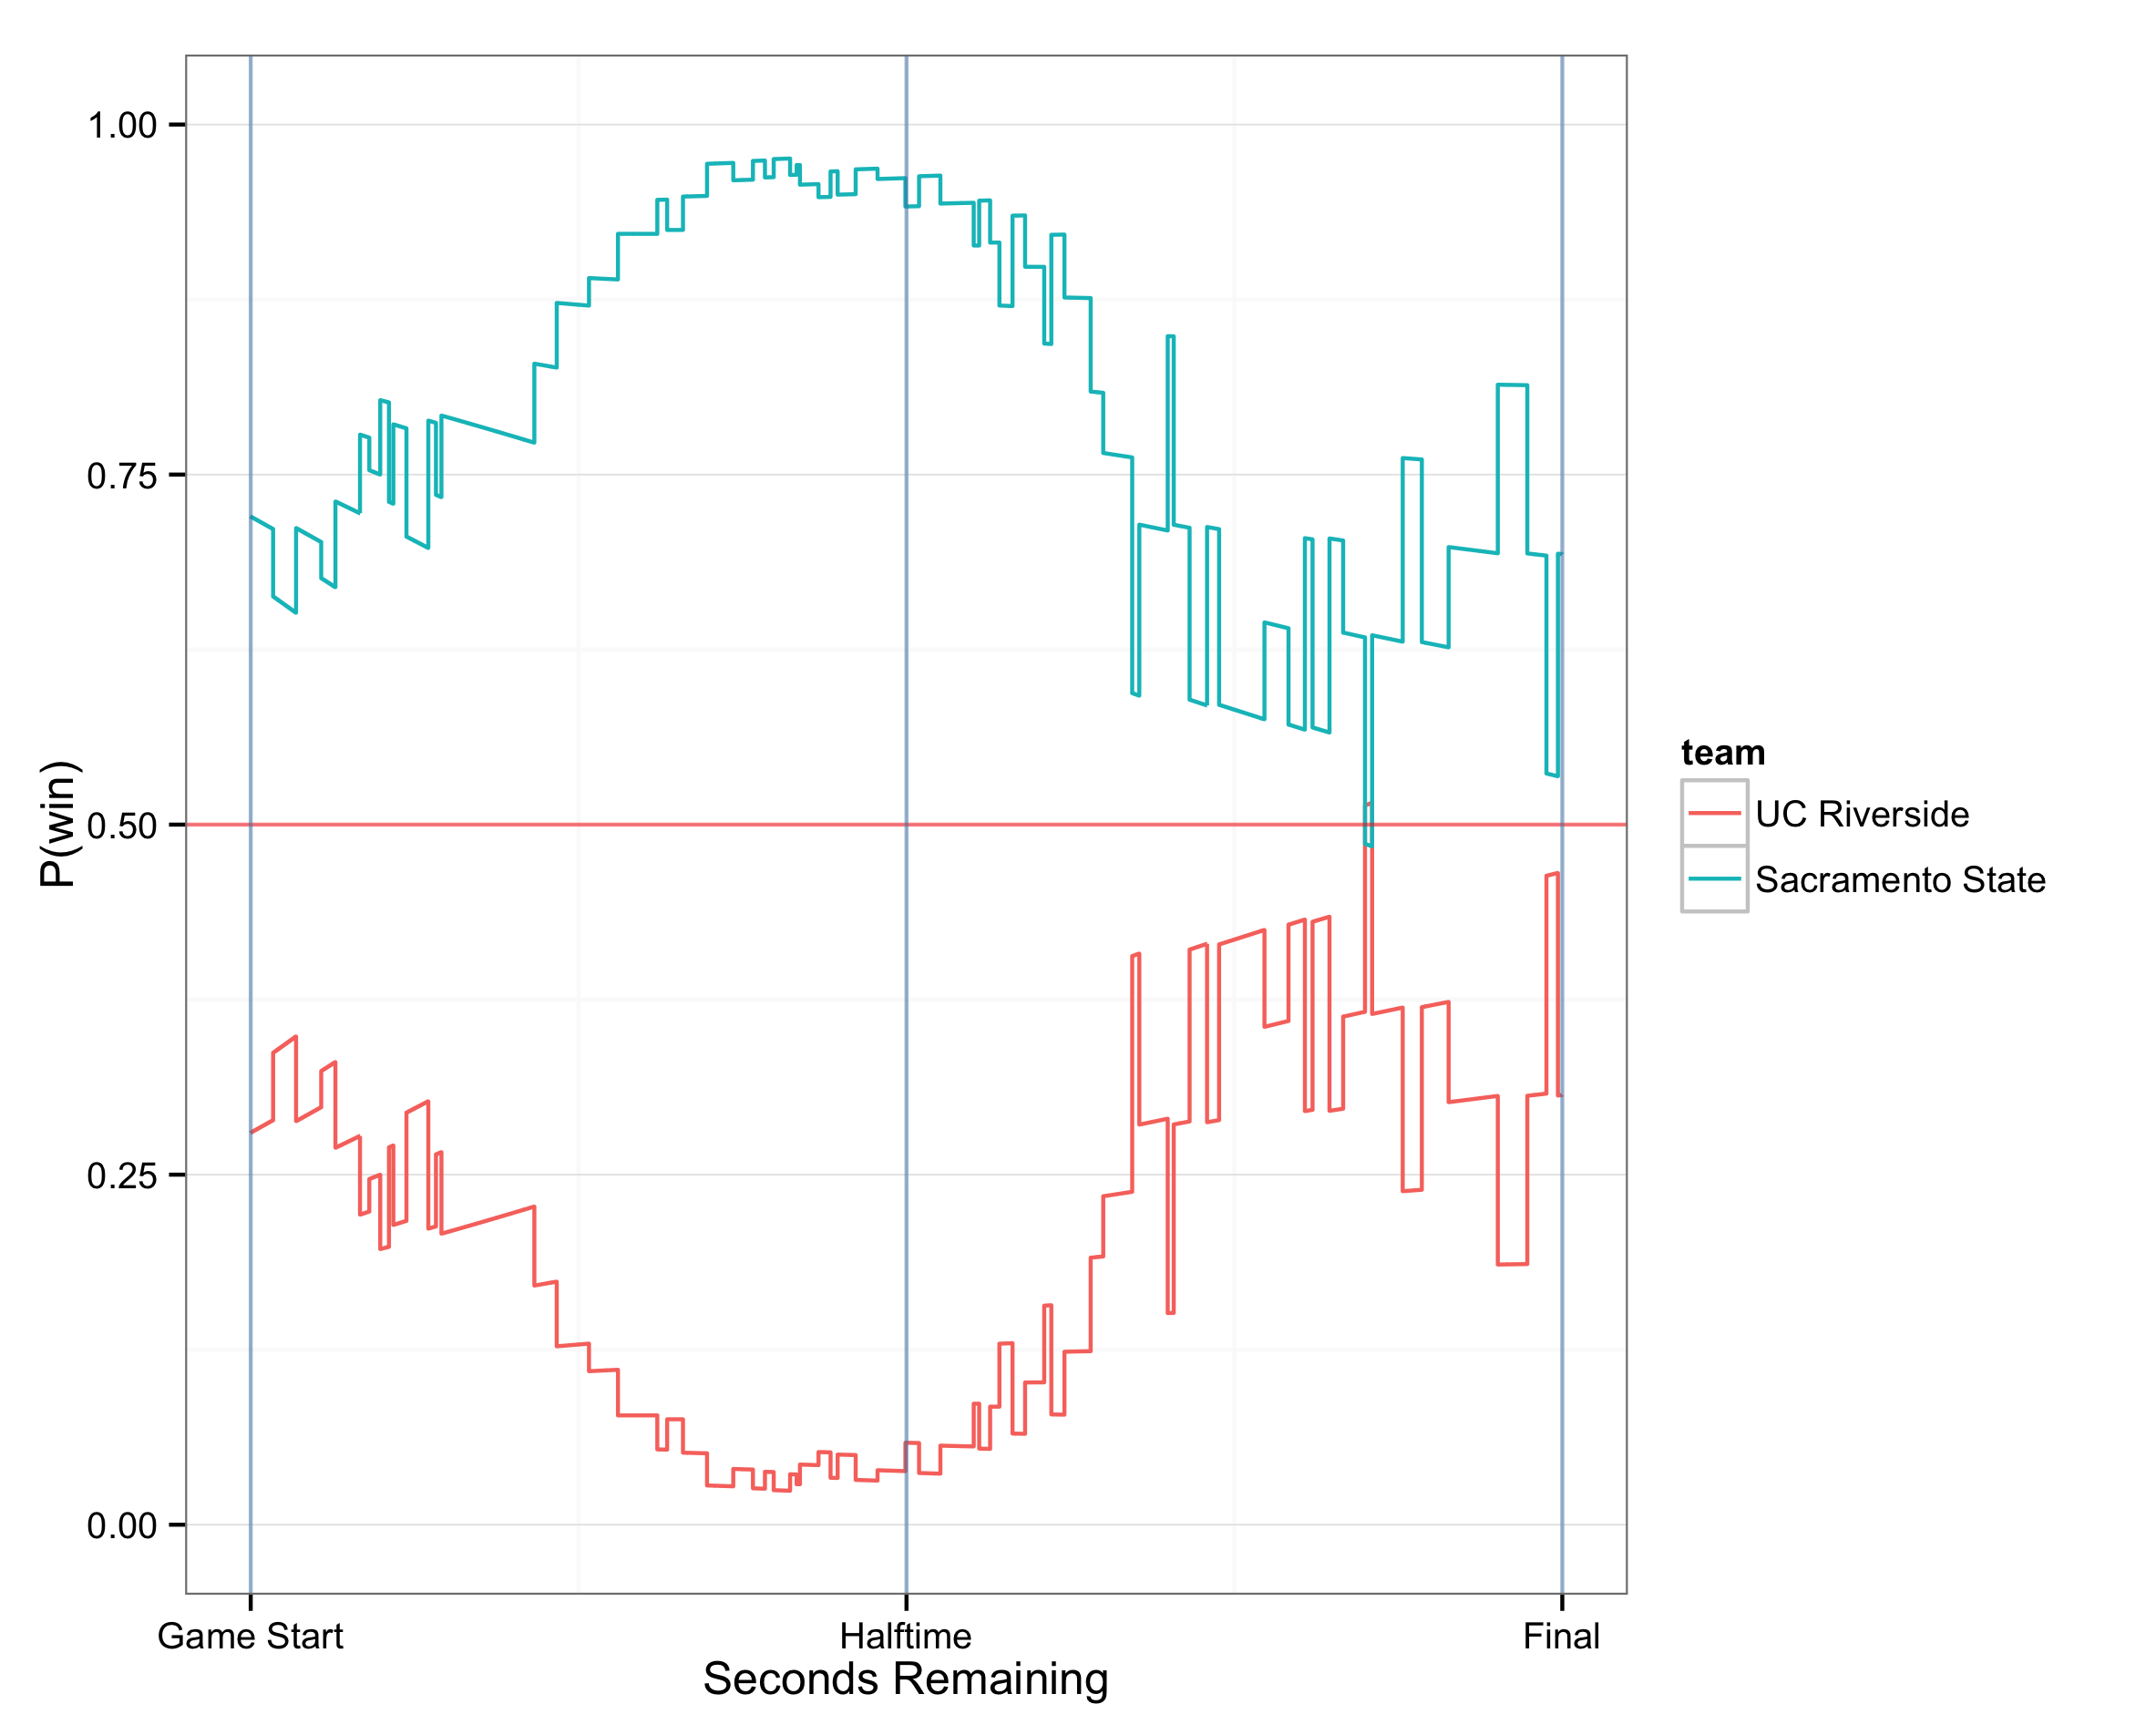 1.00
0.75
0.50
0.25
0.00
P(win)
Game Start
Halftime
Final
Seconds Remaining
team
UC Riverside
Sacramento State